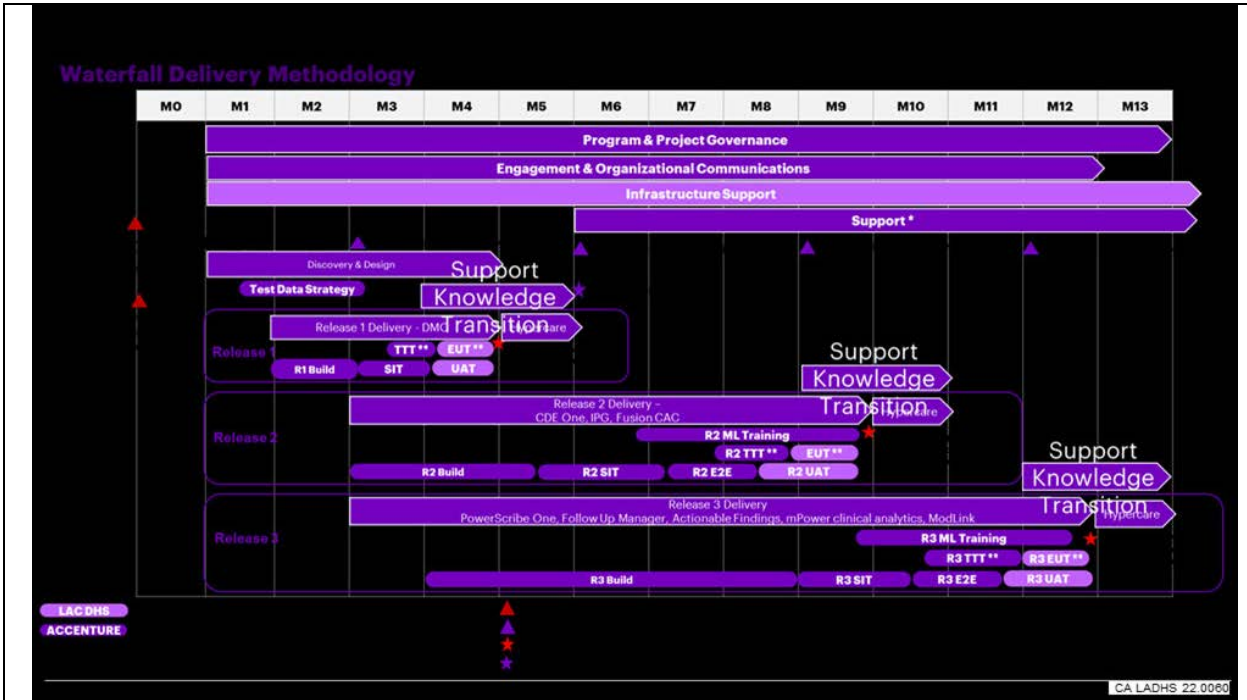 Waterfall Delivery Methodology
M0 M1 M2 M3 M4 M5 M6 M7 M8 M9 M10 M11 M12 M13
Program & Project Governance
Engagement & Organizational Communications
Infrastructure Support
Support *
Discovery & Design
Test Data Strategy
Support
Knowledge
Transition
Release 1 Delivery - DMC
Hypercare
Release 1
TTT ** EUT **
R1 Build SIT UAT
Support
Knowledge
Transition
Release 2 Delivery –
CDE One, IPG, Fusion CAC
Hypercare
Release 2
R2 ML Training
R2 TTT ** EUT **
R2 Build R2 SIT R2 E2E R2 UAT
Support
Knowledge
Transition
Release 3 Delivery
PowerScribe One, Follow Up Manager, Actionable Findings, mPower clinical analytics, ModLink
Hypercare
Release 3
R3 ML Training
R3 TTT ** R3 EUT **
R3 Build R3 SIT R3 E2E R3 UAT
LAC DHS
ACCENTURE
CA LADHS 22.0060